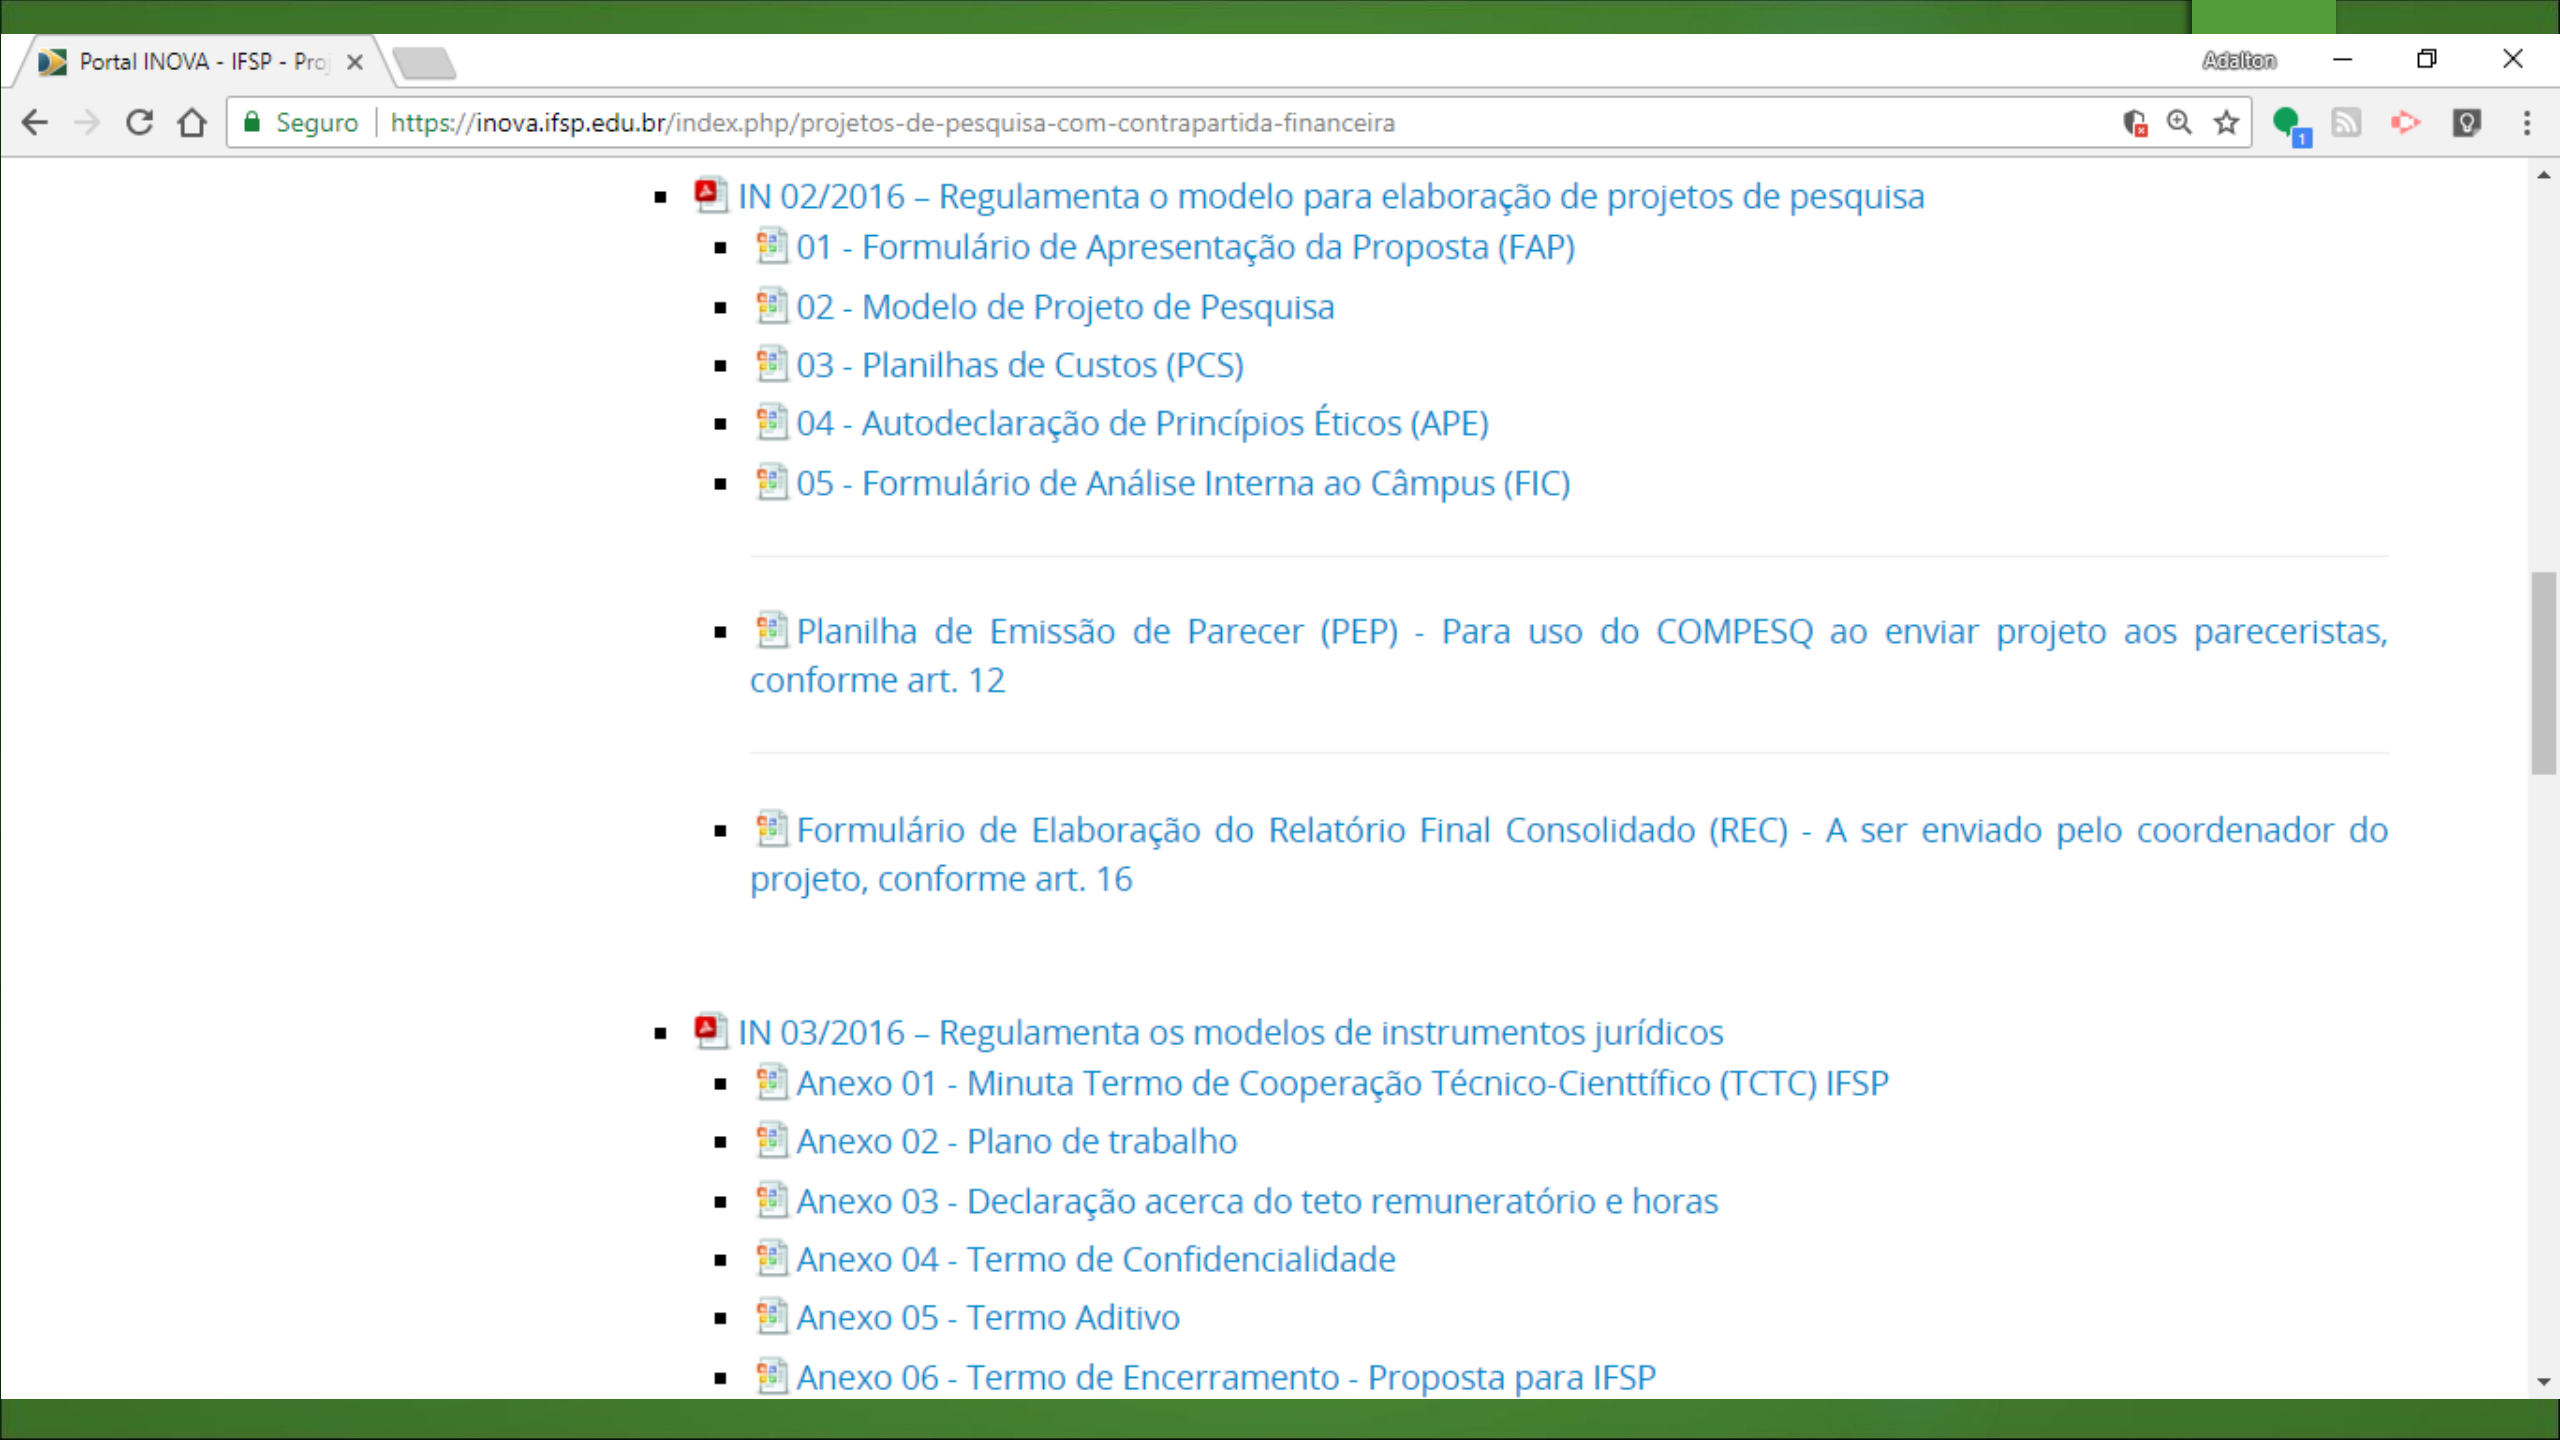 Portal INOVA - IFSP - Proj
Adalton
Seguro
https://inova.ifsp.edu.br/index.php/projetos-de-pesquisa-com-contrapartida-financeira
1
IN 02/2016 – Regulamenta o modelo para elaboração de projetos de pesquisa
01 - Formulário de Apresentação da Proposta (FAP)
02 - Modelo de Projeto de Pesquisa
03 - Planilhas de Custos (PCS)
04 - Autodeclaração de Princípios Éticos (APE)
05 - Formulário de Análise Interna ao Câmpus (FIC)
Planilha de Emissão de Parecer (PEP) - Para uso do COMPESQ ao enviar projeto aos pareceristas,
conforme art. 12
Formulário de Elaboração do Relatório Final Consolidado (REC) - A ser enviado pelo coordenador do
projeto, conforme art. 16
IN 03/2016 – Regulamenta os modelos de instrumentos jurídicos
Anexo 01 - Minuta Termo de Cooperação Técnico-Cienttífico (TCTC) IFSP
Anexo 02 - Plano de trabalho
Anexo 03 - Declaração acerca do teto remuneratório e horas
Anexo 04 - Termo de Confidencialidade
Anexo 05 - Termo Aditivo
Anexo 06 - Termo de Encerramento - Proposta para IFSP